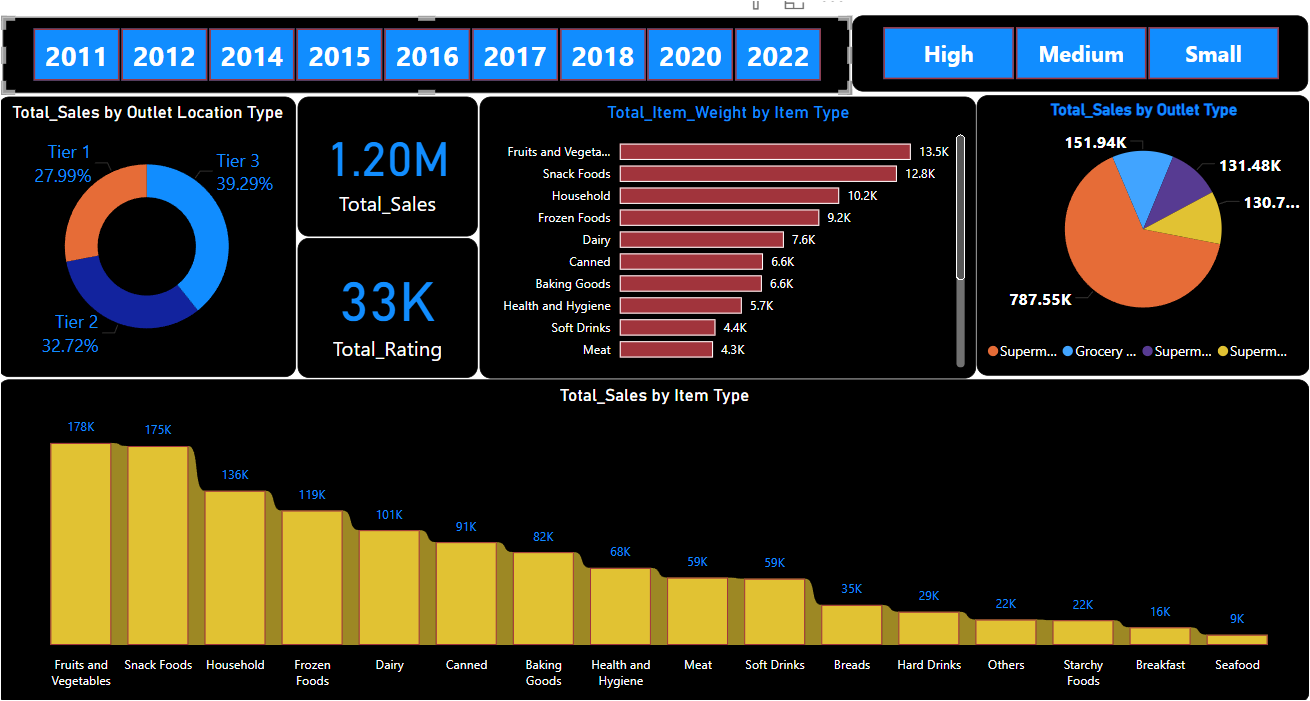 2011 2012 2014 2015 2016 2017 2018 2020 2022
High Medium Small
Total_Sales by Outlet Location Type
Tier 1
27.99%
Tier 3
39.29%
Tier 2
32.72%
1.20M
Total_Sales
33K
Total_Rating
Total_Item_Weight by Item Type
Fruits and Vegeta... 13.5K
Snack Foods 12.8K
Household 10.2K
Frozen Foods 9.2K
Dairy 7.6K
Canned 6.6K
Baking Goods 6.6K
Health and Hygiene 5.7K
Soft Drinks 4.4K
Meat 4.3K
Total_Sales by Outlet Type
151.94K
131.48K
130.7...
787.55K
Superm... Grocery ... Superm... Superm...
Total_Sales by Item Type
178K 175K 136K 119K 101K 91K 82K 68K 59K 59K 35K 29K 22K 22K 16K 9K
Fruits and Vegetables
Snack Foods
Household
Frozen Foods
Dairy
Canned
Baking Goods
Health and Hygiene
Meat
Soft Drinks
Breads
Hard Drinks
Others
Starchy Foods
Breakfast
Seafood